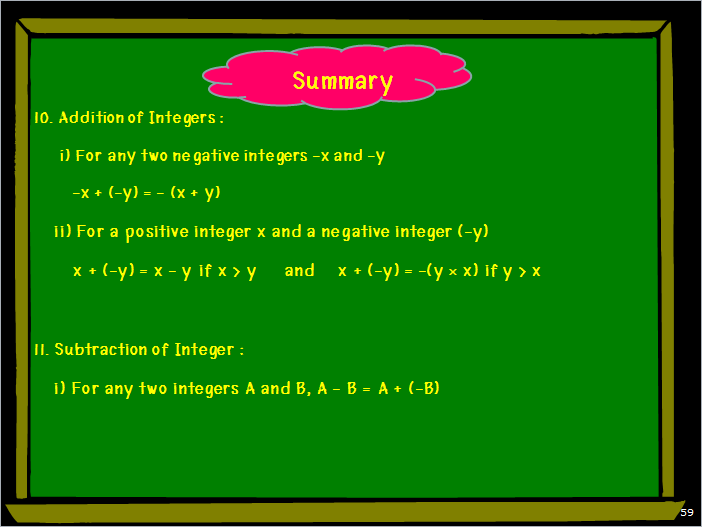 Summary
10. Addition of Integers :
i) For any two negative integers -x and -y
-x + (-y) = - (x + y)
ii) For a positive integer x and a negative integer (-y)
x + (-y) = x - y if x > y and x + (-y) = -(y × x) if y > x
11. Subtraction of Integer :
i) For any two integers A and B, A - B = A + (-B)
59